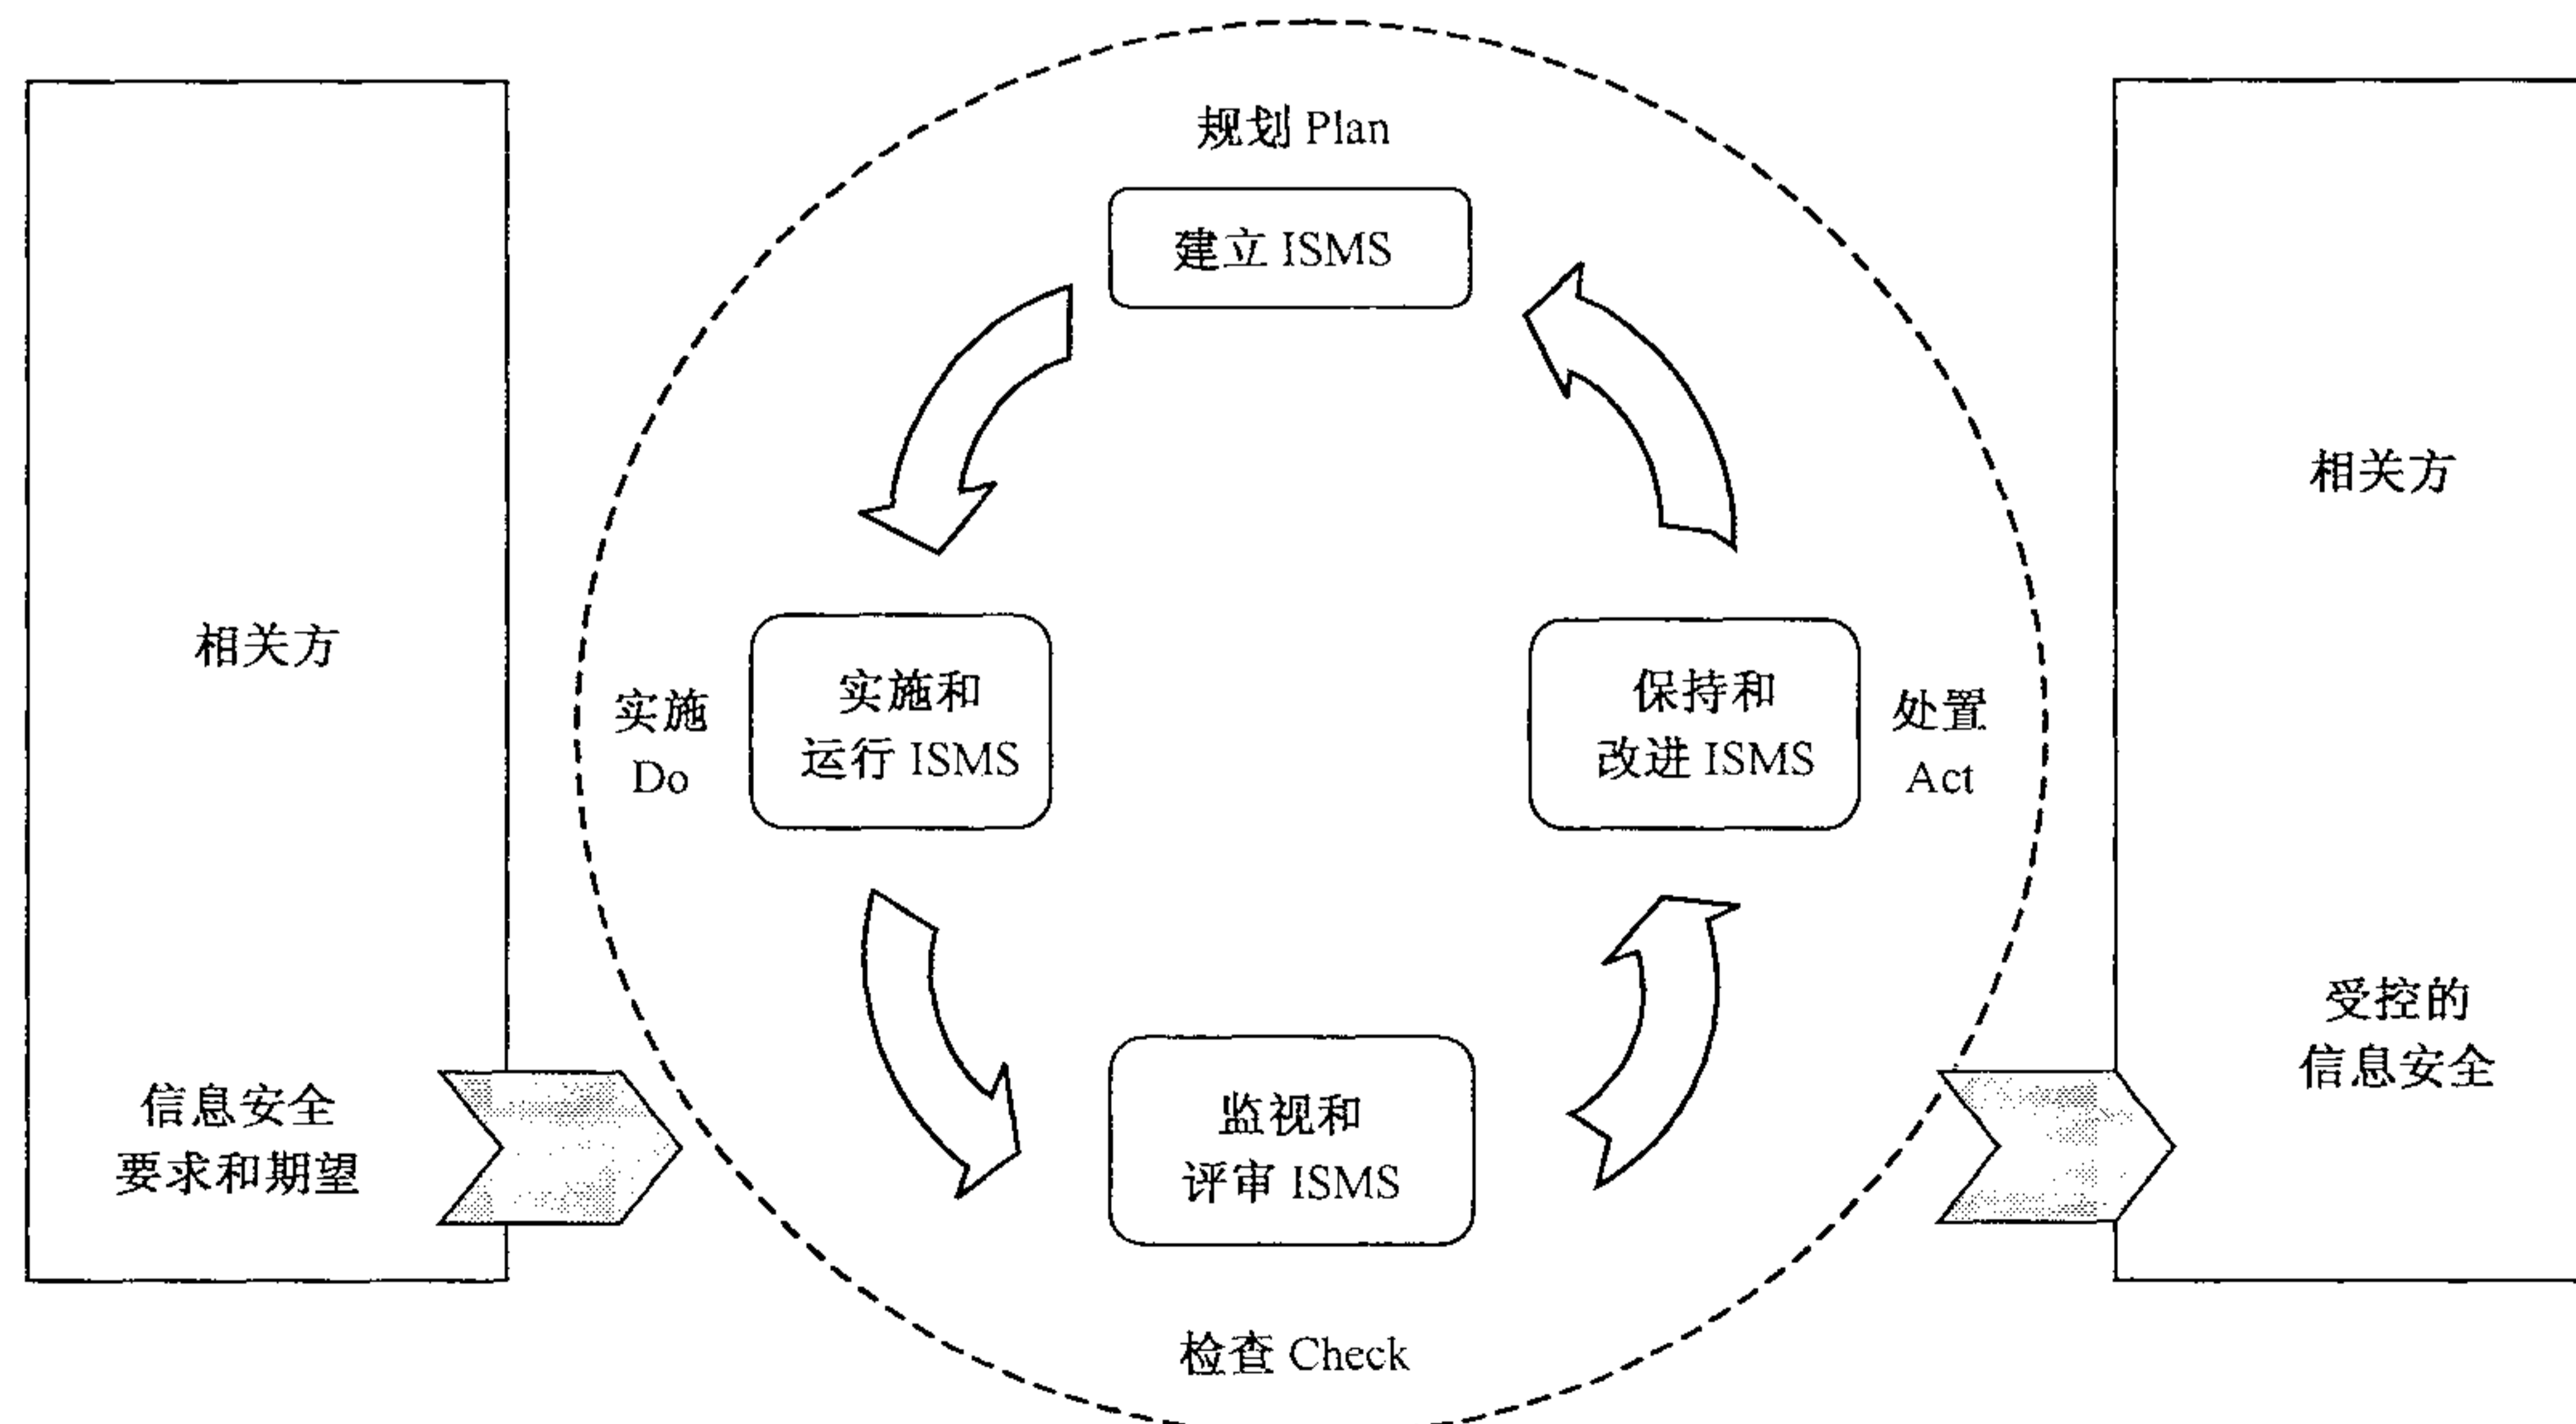 规划 Plan
建立 ISMS
相关方
相关方
实施
Do
实施和
运行 ISMS
保持和
改进 ISMS
处置
Act
受控的
信息安全
信息安全
要求和期望
监视和
评审 ISMS
检查 Check